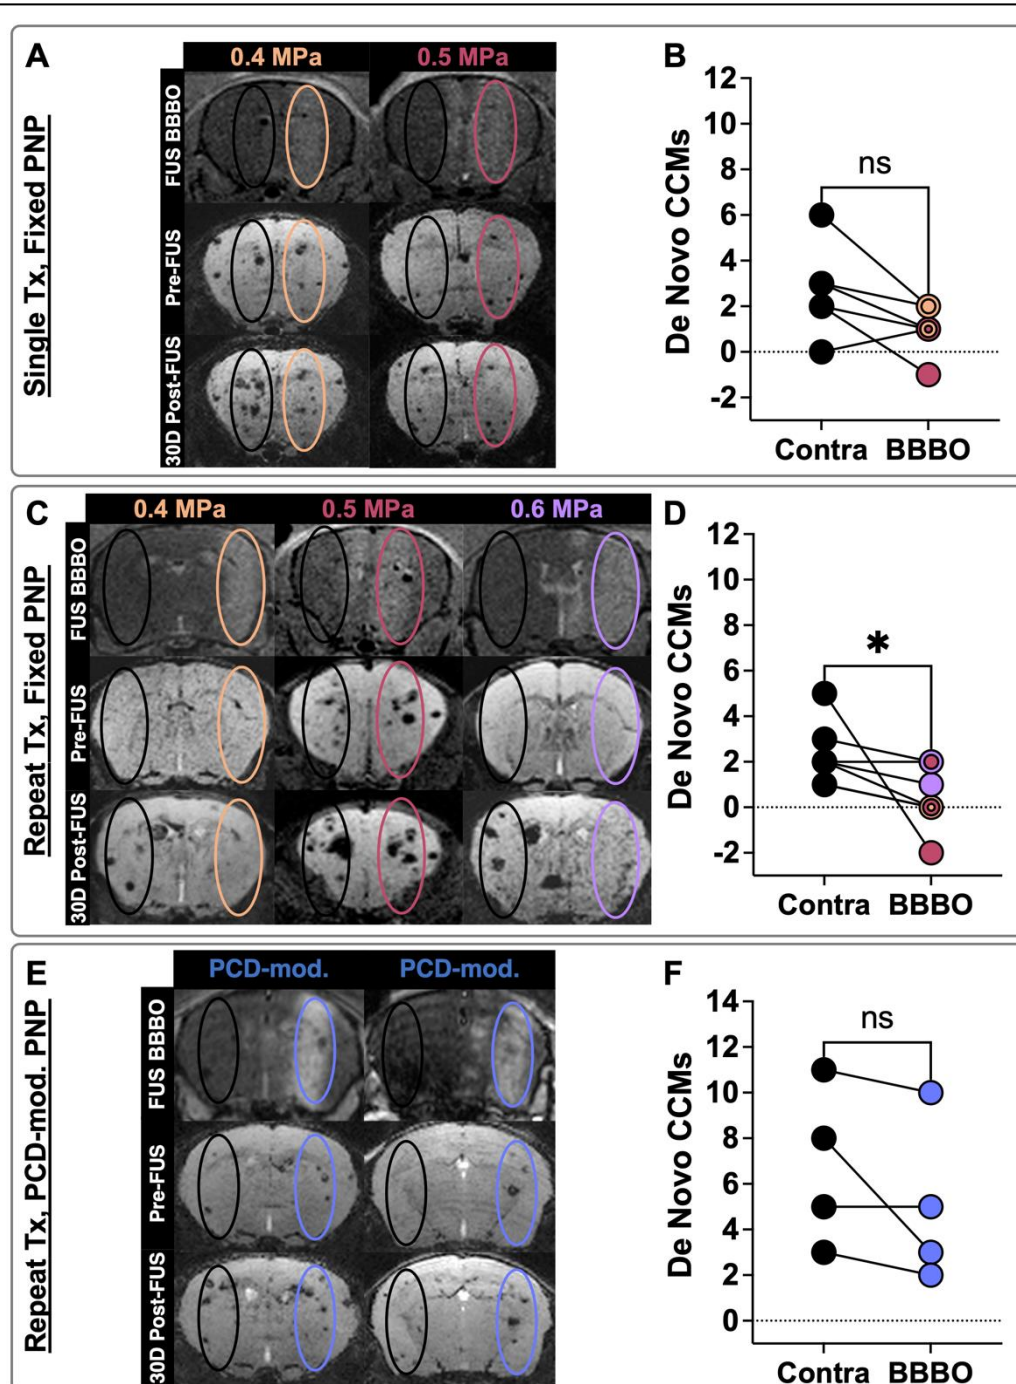 A
Single Tx, Fixed PNP
0.4 MPa
0.5 MPa
FUS BBBO
Pre-FUS
30D Post-FUS
B
De Novo CCMs
12
10
8
6
4
2
0
-2
ns
Contra
BBBO
C
Repeat Tx, Fixed PNP
0.4 MPa
0.5 MPa
0.6 MPa
FUS BBBO
Pre-FUS
30D Post-FUS
D
De Novo CCMs
12
10
8
6
4
2
0
-2
*
Contra
BBBO
E
Repeat Tx, PCD-mod. PNP
PCD-mod.
PCD-mod.
FUS BBBO
Pre-FUS
30D Post-FUS
F
De Novo CCMs
14
12
10
8
6
4
2
0
ns
Contra
BBBO